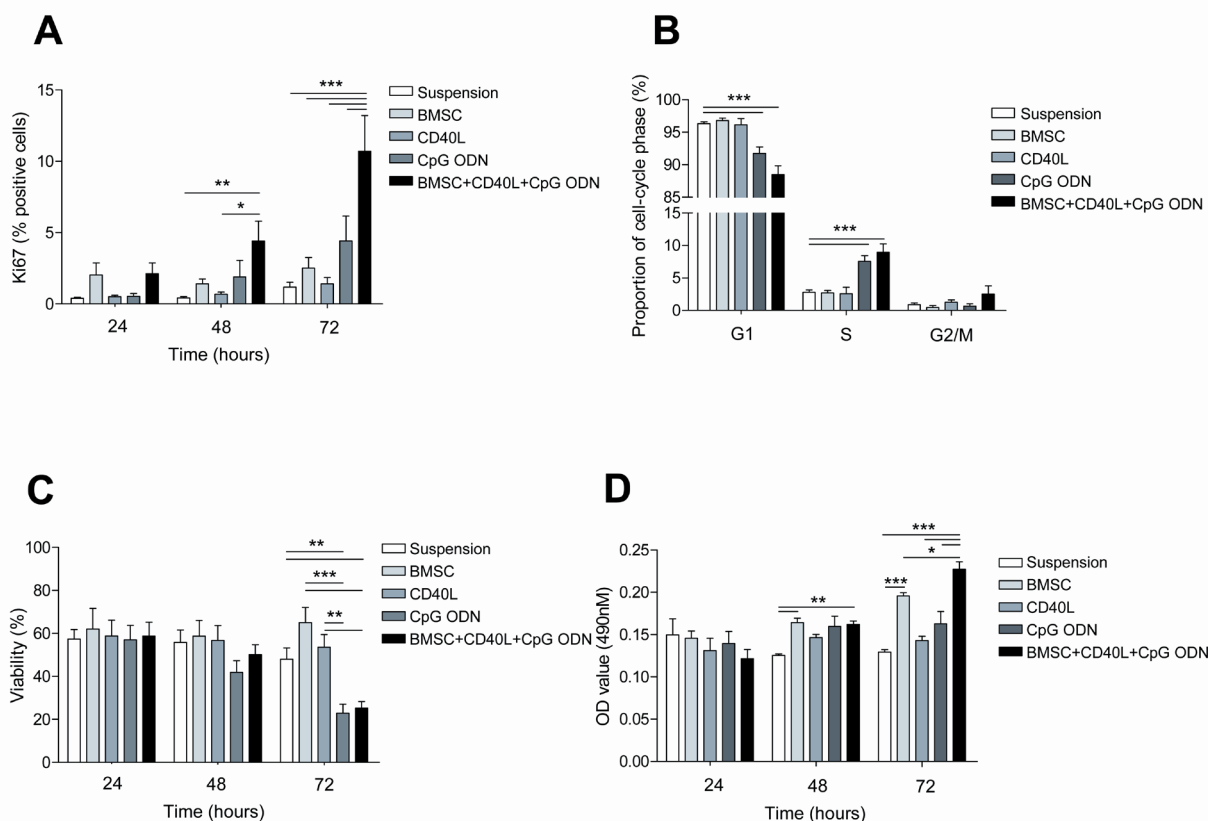 A
Ki67 (% positive cells)
15
10
5
0
***
**
*
24
48
72
Time (hours)
Suspension
BMSC
CD40L
CpG ODN
BMSC+CD40L+CpG ODN
B
Proportion of cell-cycle phase (%)
100
95
90
85
15
10
5
0
***
***
G1
S
G2/M
Suspension
BMSC
CD40L
CpG ODN
BMSC+CD40L+CpG ODN
C
Viability (%)
100
80
60
40
20
0
**
***
**
24
48
72
Time (hours)
Suspension
BMSC
CD40L
CpG ODN
BMSC+CD40L+CpG ODN
D
OD value (490nM)
0.25
0.20
0.15
0.10
0.05
0.00
***
*
***
**
24
48
72
Time (hours)
Suspension
BMSC
CD40L
CpG ODN
BMSC+CD40L+CpG ODN